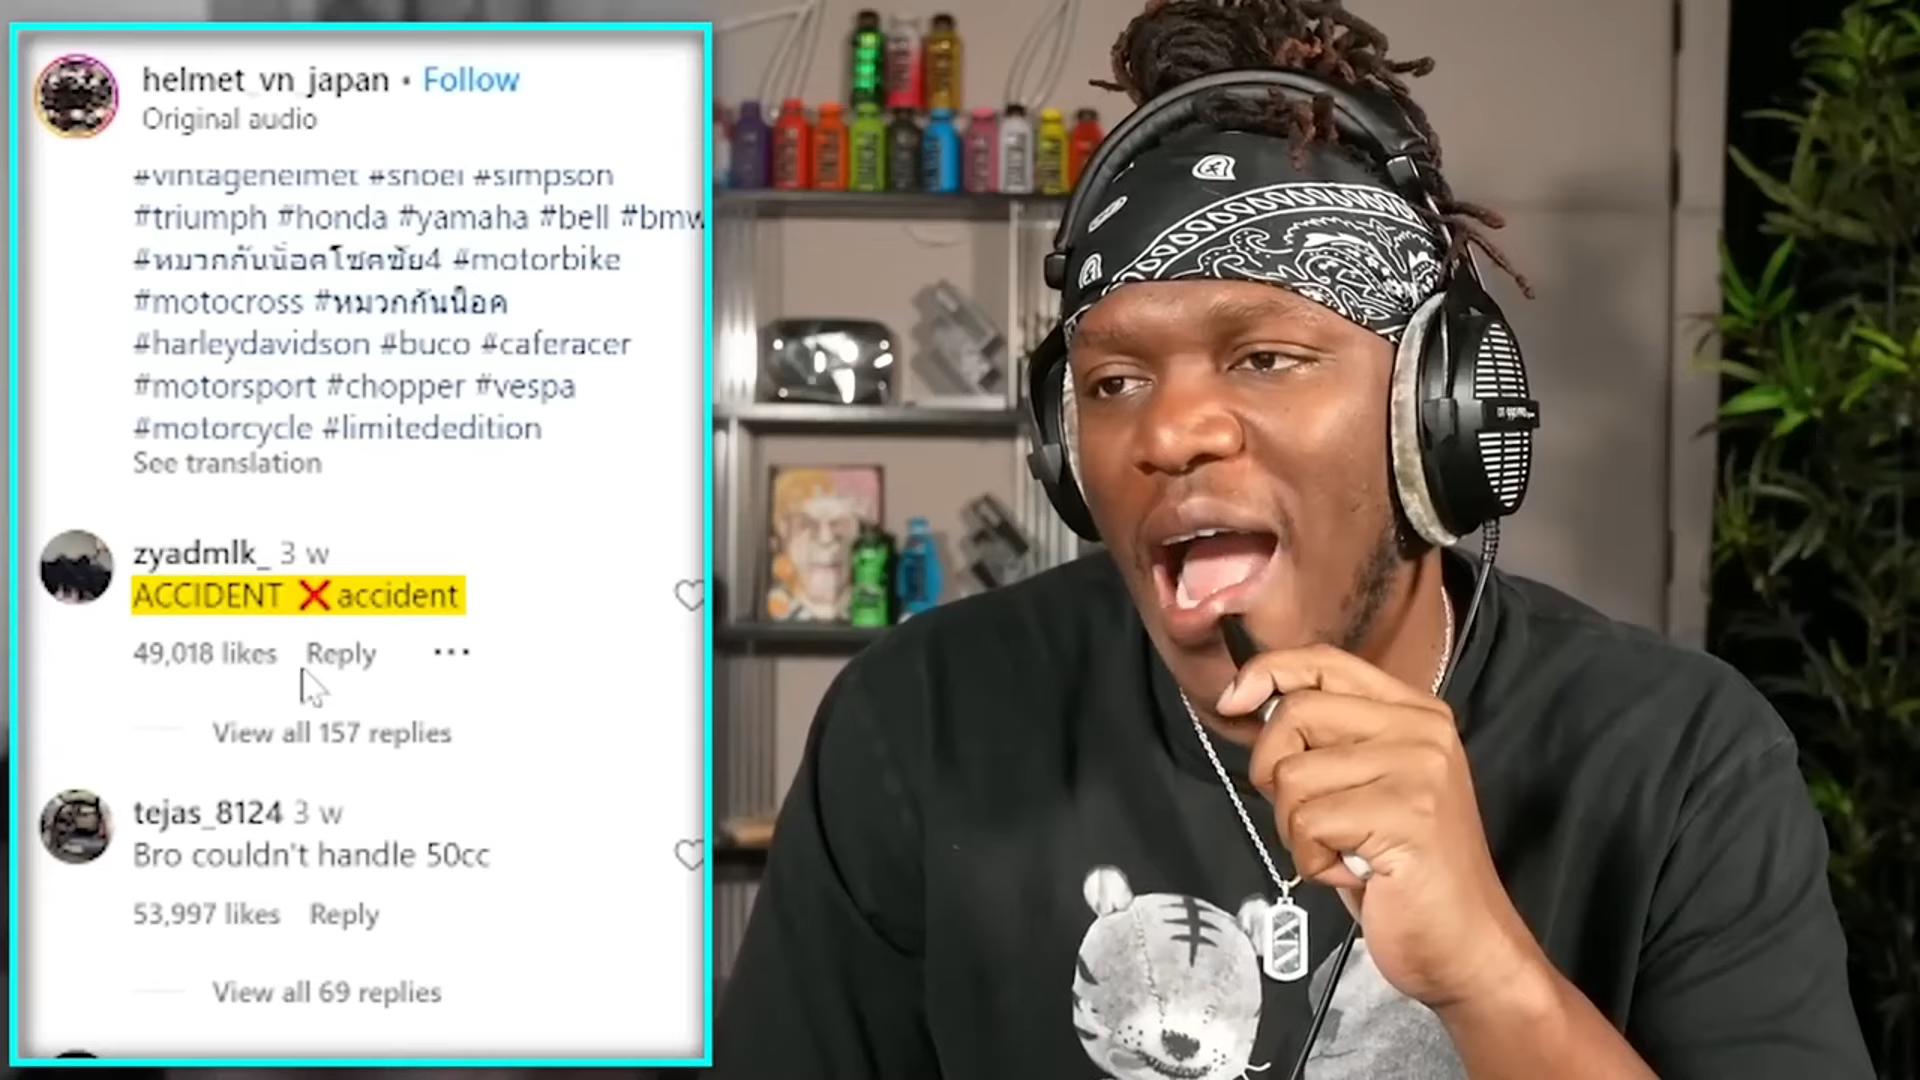 helmet_vn_japan • Follow
Original audio
#vintagehelmet #shoei #simpson
#triumph #honda #yamaha #bell #bmw
#หมวกกันน๊อคโชคชัย4 #motorbike
#motocross #หมวกกันน็อค
#harleydavidson #buco #caferacer
#motorsport #chopper #vespa
#motorcycle #limitededition
See translation
zyadmlk_ 3 w
ACCIDENT ❌accident
49,018 likes Reply ...
View all 157 replies
tejas_8124 3 w
Bro couldn't handle 50cc
53,997 likes Reply
View all 69 replies